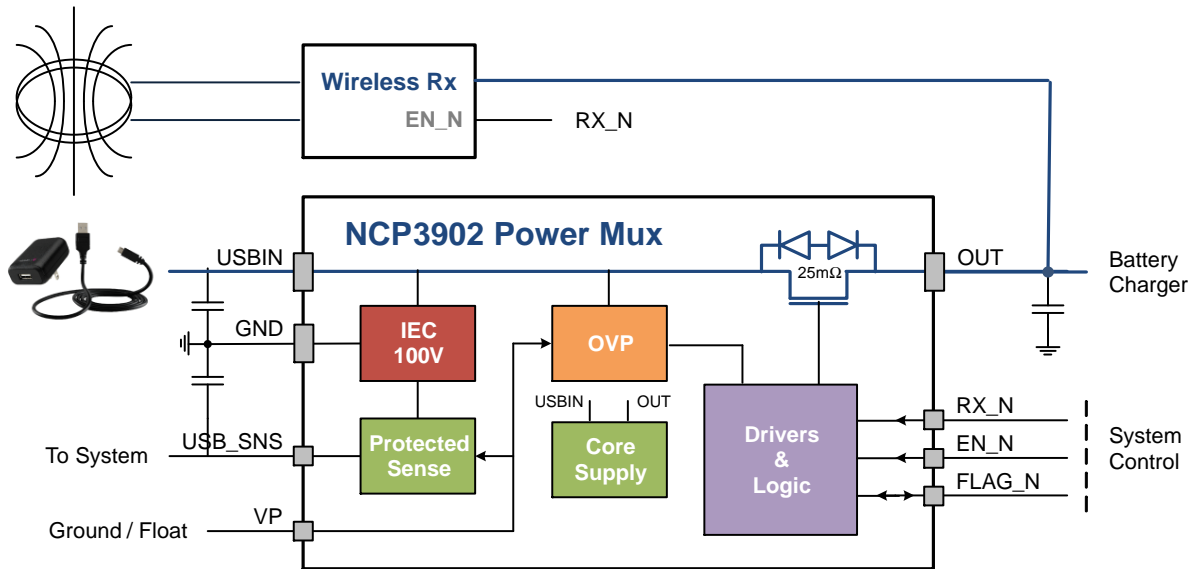 Wireless Rx
EN_N
RX_N
NCP3902 Power Mux
USBIN
25mΩ
OUT
Battery
Charger
GND
IEC
100V
OVP
USBIN
OUT
RX_N
Drivers
&
Logic
EN_N
System
Control
To System
USB_SNS
Protected
Sense
Core
Supply
FLAG_N
VP
Ground / Float